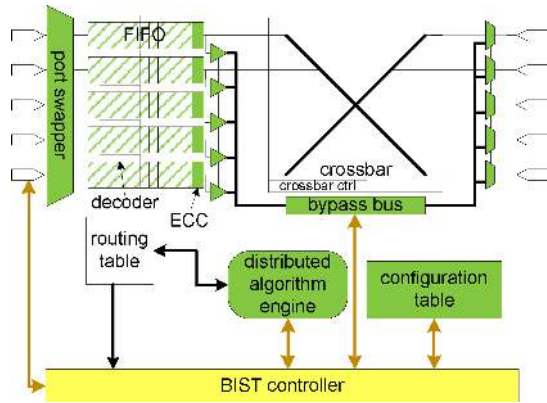 FIFO
port swapper
crossbar
crossbar ctrl
decoder
ECC
bypass bus
routing
table
distributed
algorithm
engine
configuration
table
BIST controller